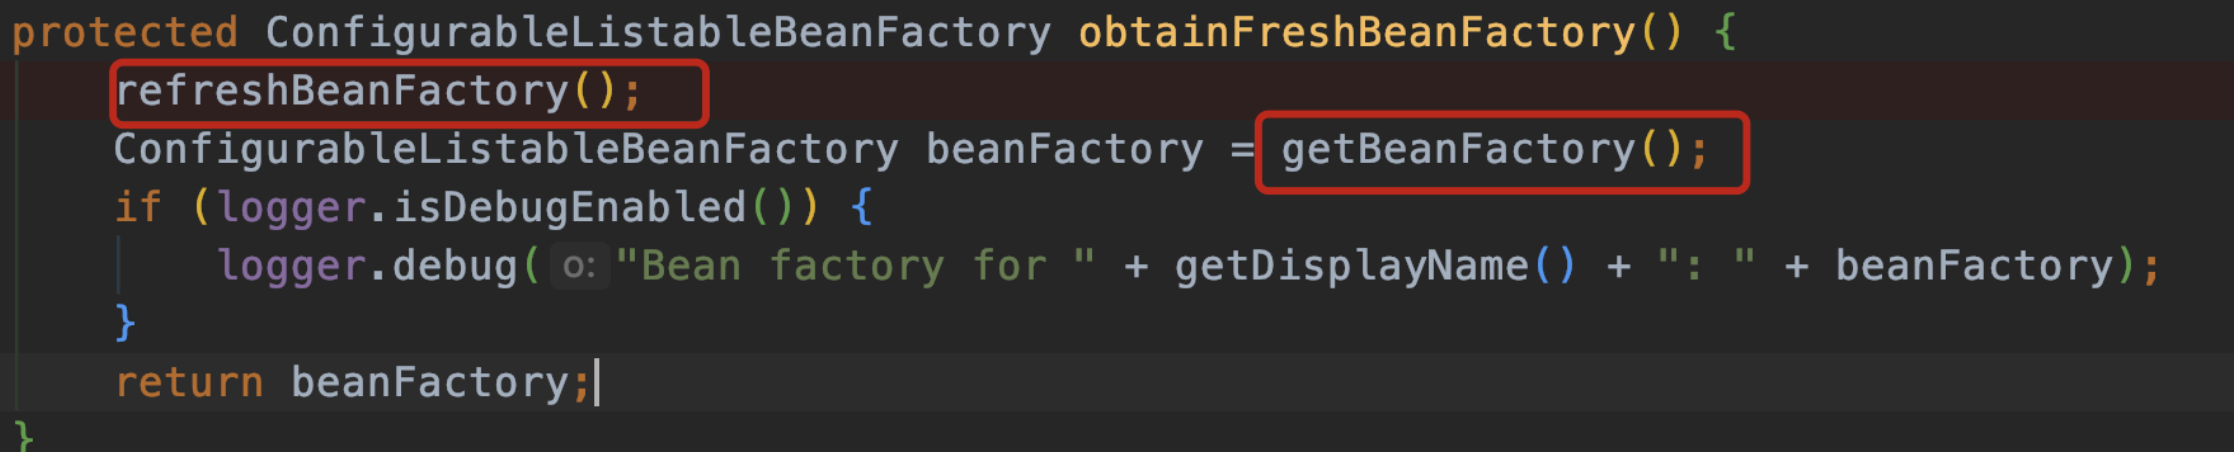 protected ConfigurableListableBeanFactory obtainFreshBeanFactory() {
refreshBeanFactory();
ConfigurableListableBeanFactory beanFactory = getBeanFactory();
if (logger.isDebugEnabled()) {
logger.debug( o: "Bean factory for " + getDisplayName() + ": " + beanFactory);
}
return beanFactory;
}